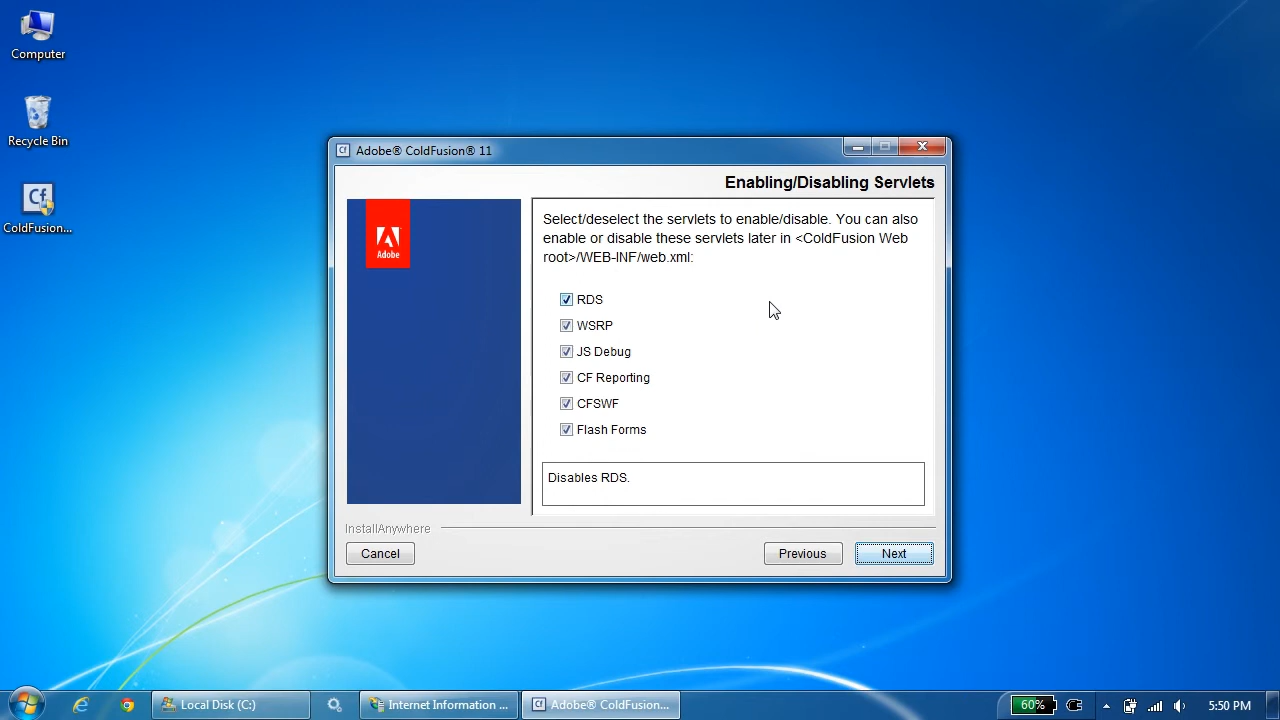 Computer
Recycle Bin
Cf
ColdFusion...
Cf Adobe® ColdFusion® 11
Enabling/Disabling Servlets
Adobe
Select/deselect the servlets to enable/disable. You can also
enable or disable these servlets later in <ColdFusion Web
root>/WEB-INF/web.xml:
RDS
WSRP
JS Debug
CF Reporting
CFSWF
Flash Forms
Disables RDS.
InstallAnywhere
Cancel
Previous
Next
Local Disk (C:)
Internet Information ...
Cf Adobe® ColdFusion...
60%
5:50 PM